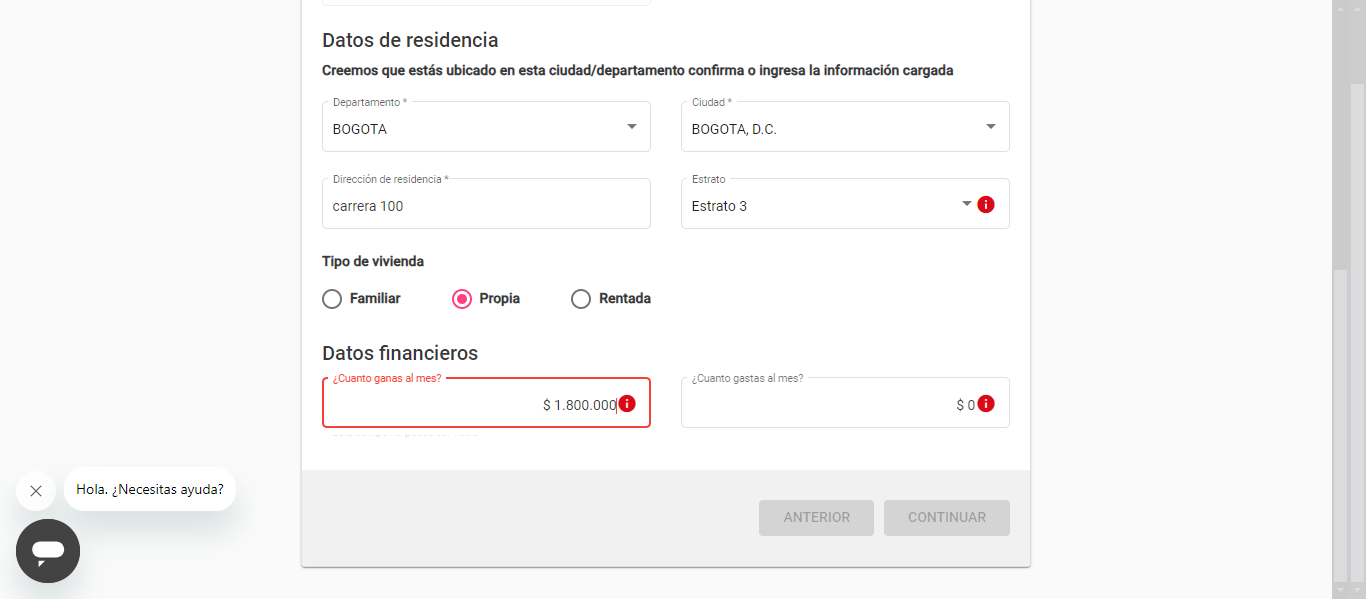 Datos de residencia
Creemos que estás ubicado en esta ciudad/departamento confirma o ingresa la información cargada
Departamento * Ciudad *
BOGOTA BOGOTA, D.C.
Dirección de residencia * Estrato
carrera 100 Estrato 3
Tipo de vivienda
Familiar Propia Rentada
Datos financieros
¿Cuanto ganas al mes? ¿Cuanto gastas al mes?
$ 1.800.000 $ 0
Hola. ¿Necesitas ayuda?
ANTERIOR CONTINUAR